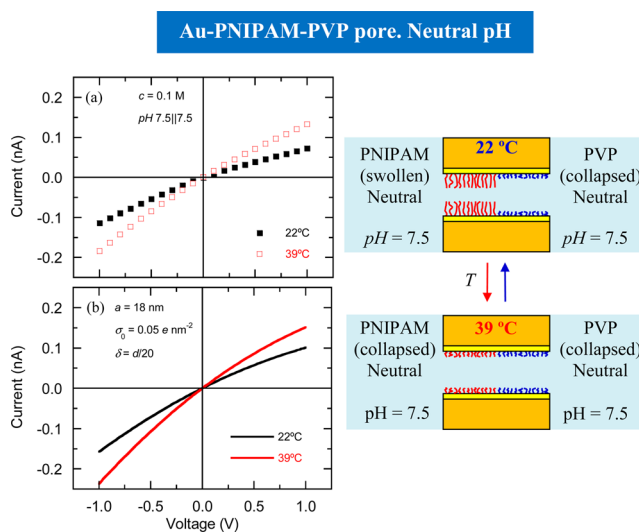 Au-PNIPAM-PVP pore. Neutral pH
(a)
c = 0.1 M
pH 7.5||7.5
0.2
0.1
0.0
-0.1
-0.2
Current (nA)
22ºC
39ºC
(b)
a = 18 nm
σ₀ = 0.05 e nm⁻²
δ = d/20
0.2
0.1
0.0
-0.1
-0.2
Current (nA)
22ºC
39ºC
-1.0 -0.5 0.0 0.5 1.0
Voltage (V)
PNIPAM
(swollen)
Neutral
pH = 7.5
22 ºC
PVP
(collapsed)
Neutral
pH = 7.5
T
PNIPAM
(collapsed)
Neutral
pH = 7.5
39 ºC
PVP
(collapsed)
Neutral
pH = 7.5